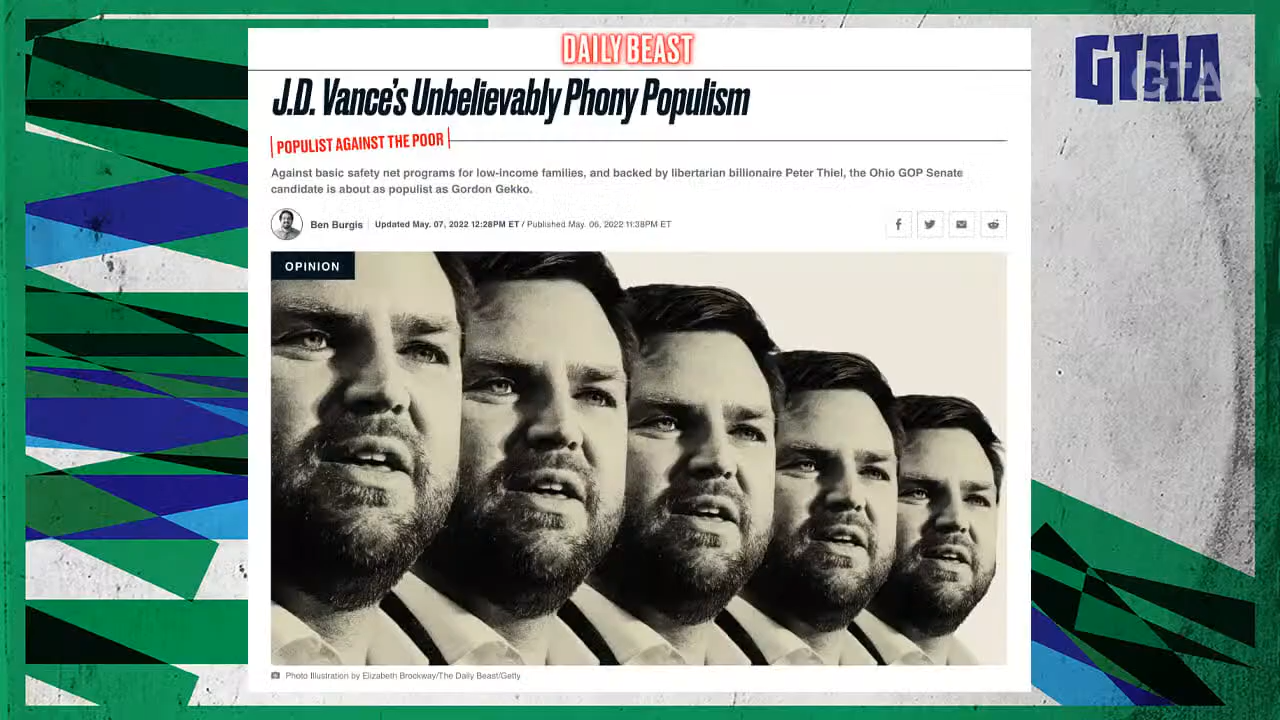 DAILY BEAST
GTAA
GTAA
J.D. Vance's Unbelievably Phony Populism
POPULIST AGAINST THE POOR
Against basic safety net programs for low-income families, and backed by libertarian billionaire Peter Thiel, the Ohio GOP Senate
candidate is about as populist as Gordon Gekko.
Ben Burgis Updated May. 07, 2022 12:28PM ET / Published May. 06, 2022 11:38PM ET
OPINION
Photo Illustration by Elizabeth Brockway/The Daily Beast/Getty